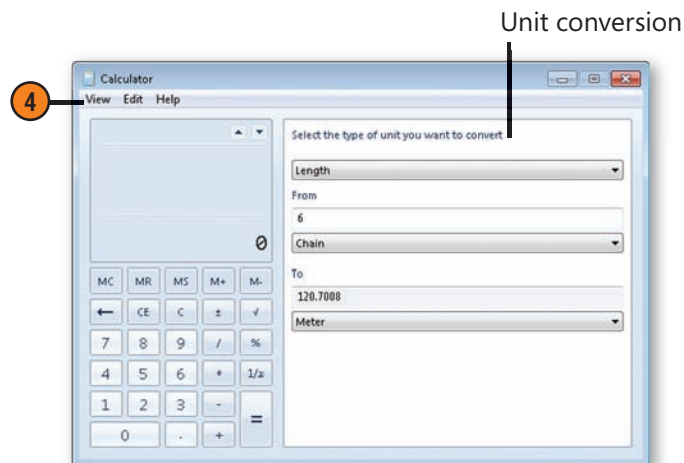 Unit conversion
Calculator
4
View Edit Help
Select the type of unit you want to convert
Length
From
6
Chain
0
To
120.7008
Meter
MC MR MS M+ M-
← CE C ± √
7 8 9 / %
4 5 6 * 1/x
1 2 3 - =
0 . +